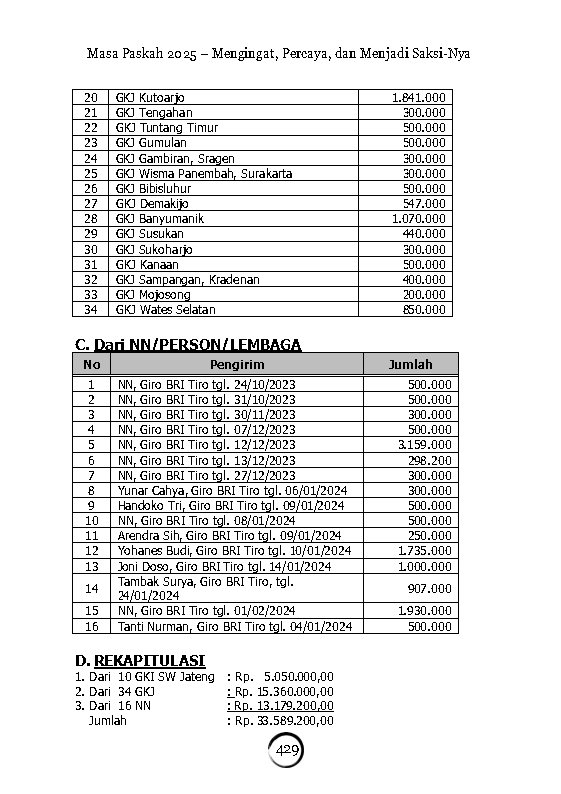 Masa Paskah 2025 – Mengingat, Percaya, dan Menjadi Saksi-Nya
20 GKJ Kutoarjo 1.841.000
21 GKJ Tengahan 300.000
22 GKJ Tuntang Timur 500.000
23 GKJ Gumulan 500.000
24 GKJ Gambiran, Sragen 300.000
25 GKJ Wisma Panembah, Surakarta 300.000
26 GKJ Bibisluhur 500.000
27 GKJ Demakijo 547.000
28 GKJ Banyumanik 1.070.000
29 GKJ Susukan 440.000
30 GKJ Sukoharjo 300.000
31 GKJ Kanaan 500.000
32 GKJ Sampangan, Kradenan 400.000
33 GKJ Mojosong 200.000
34 GKJ Wates Selatan 850.000
C. Dari NN/PERSON/LEMBAGA
No Pengirim Jumlah
1 NN, Giro BRI Tiro tgl. 24/10/2023 500.000
2 NN, Giro BRI Tiro tgl. 31/10/2023 500.000
3 NN, Giro BRI Tiro tgl. 30/11/2023 300.000
4 NN, Giro BRI Tiro tgl. 07/12/2023 500.000
5 NN, Giro BRI Tiro tgl. 12/12/2023 3.159.000
6 NN, Giro BRI Tiro tgl. 13/12/2023 298.200
7 NN, Giro BRI Tiro tgl. 27/12/2023 300.000
8 Yunar Cahya, Giro BRI Tiro tgl. 06/01/2024 300.000
9 Handoko Tri, Giro BRI Tiro tgl. 09/01/2024 500.000
10 NN, Giro BRI Tiro tgl. 08/01/2024 500.000
11 Arendra Sih, Giro BRI Tiro tgl. 09/01/2024 250.000
12 Yohanes Budi, Giro BRI Tiro tgl. 10/01/2024 1.735.000
13 Joni Doso, Giro BRI Tiro tgl. 14/01/2024 1.000.000
14 Tambak Surya, Giro BRI Tiro, tgl.
24/01/2024 907.000
15 NN, Giro BRI Tiro tgl. 01/02/2024 1.930.000
16 Tanti Nurman, Giro BRI Tiro tgl. 04/01/2024 500.000
D. REKAPITULASI
1. Dari 10 GKI SW Jateng : Rp. 5.050.000,00
2. Dari 34 GKJ : Rp. 15.360.000,00
3. Dari 16 NN : Rp. 13.179.200,00
Jumlah : Rp. 33.589.200,00
429